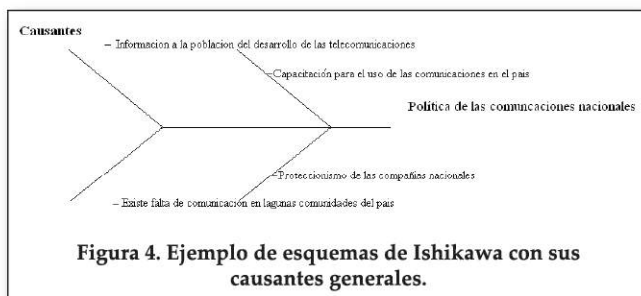 Causantes
– Informacion a la poblacion del desarrollo de las telecomunicaciones
–Capacitación para el uso de las comunicaciones en el pais
Política de las comuncaciones nacionales
–Proteccionismo de las compañias nacionales
– Existe falta de comunicación en lagunas comunidades del pais
Figura 4. Ejemplo de esquemas de Ishikawa con sus
causantes generales.